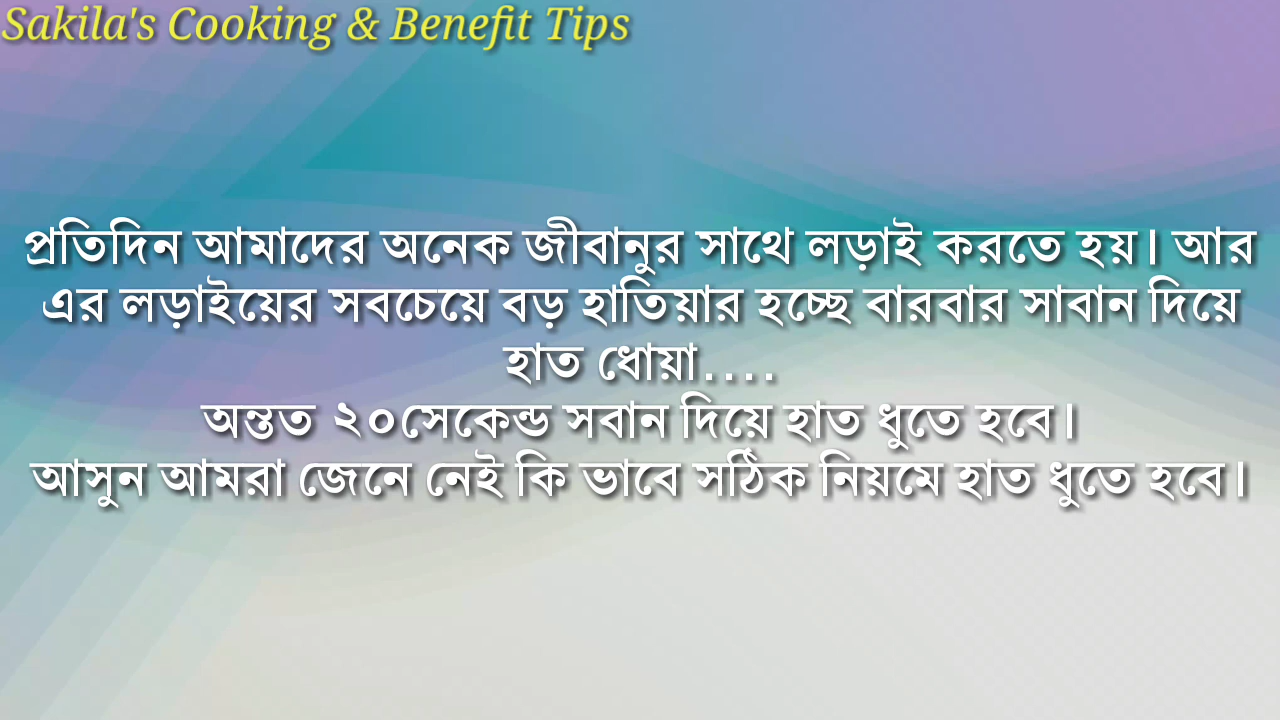 Sakila's Cooking & Benefit Tips
প্রতিদিন আমাদের অনেক জীবানুর সাথে লড়াই করতে হয়। আর
এর লড়াইয়ের সবচেয়ে বড় হাতিয়ার হচ্ছে বারবার সাবান দিয়ে
হাত ধোয়া....
অন্তত ২০সেকেন্ড সবান দিয়ে হাত ধুতে হবে।
আসুন আমরা জেনে নেই কি ভাবে সঠিক নিয়মে হাত ধুতে হবে।